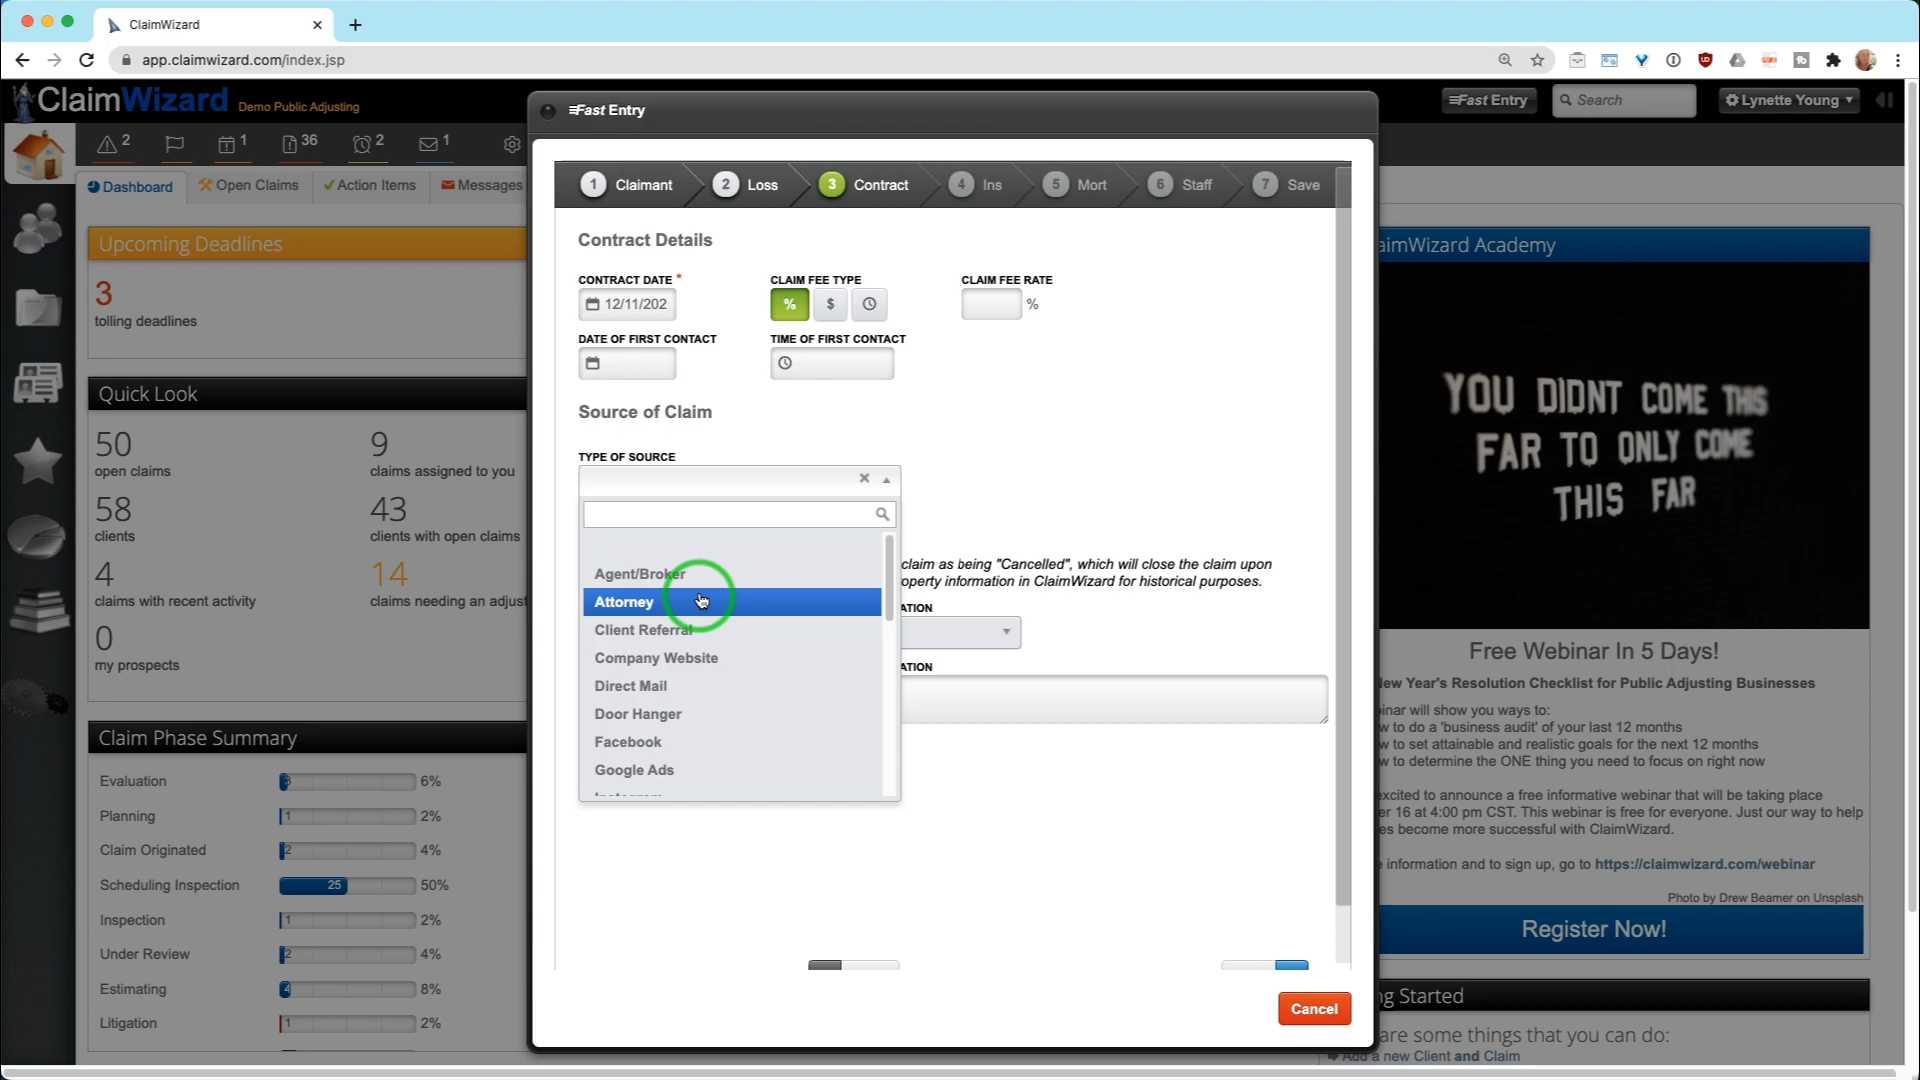 ClaimWizard
app.claimwizard.com/index.jsp
ClaimWizard Demo Public Adjusting
Fast Entry
Fast Entry
Search
Lynette Young
2
1
36
2
1
Dashboard
Open Claims
Action Items
Messages
1 Claimant
2 Loss
3 Contract
4 Ins
5 Mort
6 Staff
7 Save
Upcoming Deadlines
3
tolling deadlines
Quick Look
50
open claims
9
claims assigned to you
58
clients
43
clients with open claims
4
claims with recent activity
14
claims needing an adjust
0
my prospects
Claim Phase Summary
Evaluation 3 6%
Planning 1 2%
Claim Originated 2 4%
Scheduling Inspection 25 50%
Inspection 1 2%
Under Review 2 4%
Estimating 4 8%
Litigation 1 2%
Contract Details
CONTRACT DATE *
12/11/202
CLAIM FEE TYPE
% $
CLAIM FEE RATE
%
DATE OF FIRST CONTACT
TIME OF FIRST CONTACT
Source of Claim
TYPE OF SOURCE
Agent/Broker
Attorney
Client Referral
Company Website
Direct Mail
Door Hanger
Facebook
Google Ads
claim as being "Cancelled", which will close the claim upon
operty information in ClaimWizard for historical purposes.
ATION
ATION
Cancel
aimWizard Academy
YOU DIDNT COME THIS
FAR TO ONLY COME
THIS FAR
Free Webinar In 5 Days!
ew Year's Resolution Checklist for Public Adjusting Businesses
inar will show you ways to:
w to do a 'business audit' of your last 12 months
w to set attainable and realistic goals for the next 12 months
w to determine the ONE thing you need to focus on right now
excited to announce a free informative webinar that will be taking place
er 16 at 4:00 pm CST. This webinar is free for everyone. Just our way to help
es become more successful with ClaimWizard.
e information and to sign up, go to https://claimwizard.com/webinar
Photo by Drew Beamer on Unsplash
Register Now!
ng Started
are some things that you can do:
Add a new Client and Claim